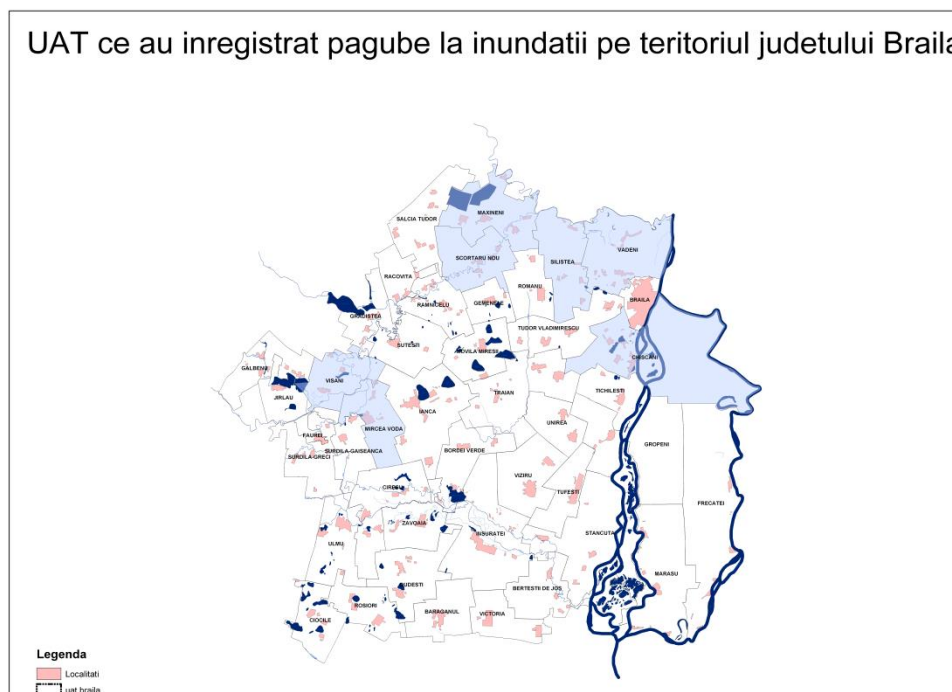 UAT ce au inregistrat pagube la inundatii pe teritoriul judetului Braila
MAXINENI
SALCIA TUDOR
VADENI
SCORTARU NOU
SILISTEA
RACOVITA
ROMANU
BRAILA
RAMNICELU
GEMENELE
GRADISTEA
TUDOR VLADIMIRESCU
SUTESTI
MOVILA MIRESII
CHISCANI
GALBENU
VISANI
TICHILESTI
JIRLAU
TRAIAN
IANCA
UNIREA
MIRCEA VODA
FAUREI
GROPENI
SURDILA-GAISEANCA
BORDEI VERDE
SURDILA-GRECI
VIZIRU
CIRESU
TUFESTI
FRECATEI
ZAVOAIA
INSURATEI
STANCUTA
ULMU
MARASU
DUDESTI
BERTESTII DE JOS
ROSIORI
BARAGANUL
VICTORIA
CIOCILE
Legenda
Localitati
uat braila